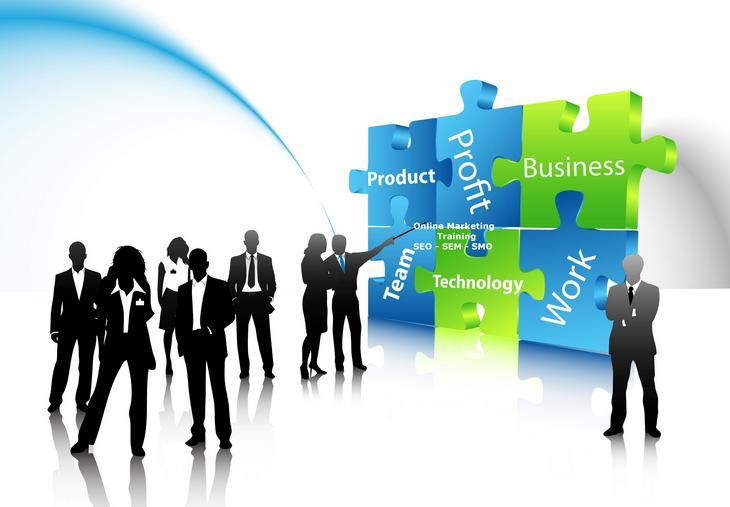 Product
Profit
Business
Online Marketing
Training
SEO - SEM - SMO
Team
Technology
Work